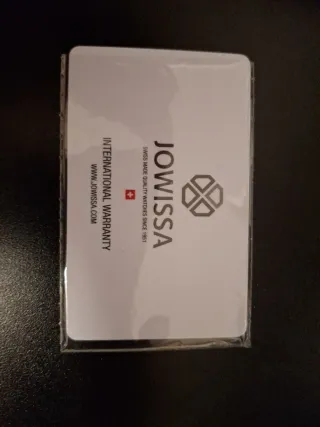 JOWISSA
SWISS MADE QUALITY WATCHES SINCE 1951
INTERNATIONAL WARRANTY
WWW.JOWISSA.COM